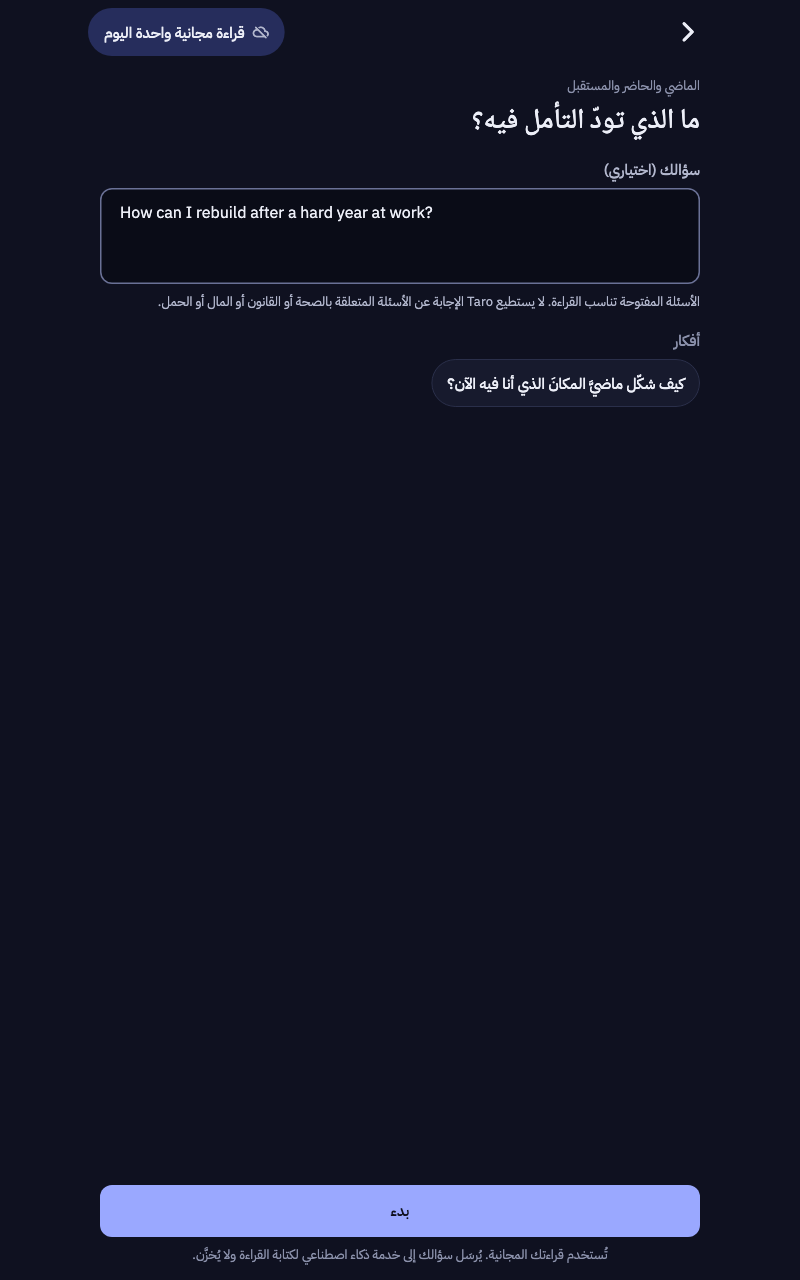 قراءة مجانية واحدة اليوم
الماضي والحاضر والمستقبل
ما الذي تودّ التأمل فيه؟
سؤالك (اختياري)
How can I rebuild after a hard year at work?
الأسئلة المفتوحة تناسب القراءة. لا يستطيع Taro الإجابة عن الأسئلة المتعلقة بالصحة أو القانون أو المال أو الحمل.
أفكار
كيف شكّل ماضيَّ المكانَ الذي أنا فيه الآن؟
بدء
تُستخدم قراءتك المجانية. يُرسَل سؤالك إلى خدمة ذكاء اصطناعي لكتابة القراءة ولا يُخزَّن.